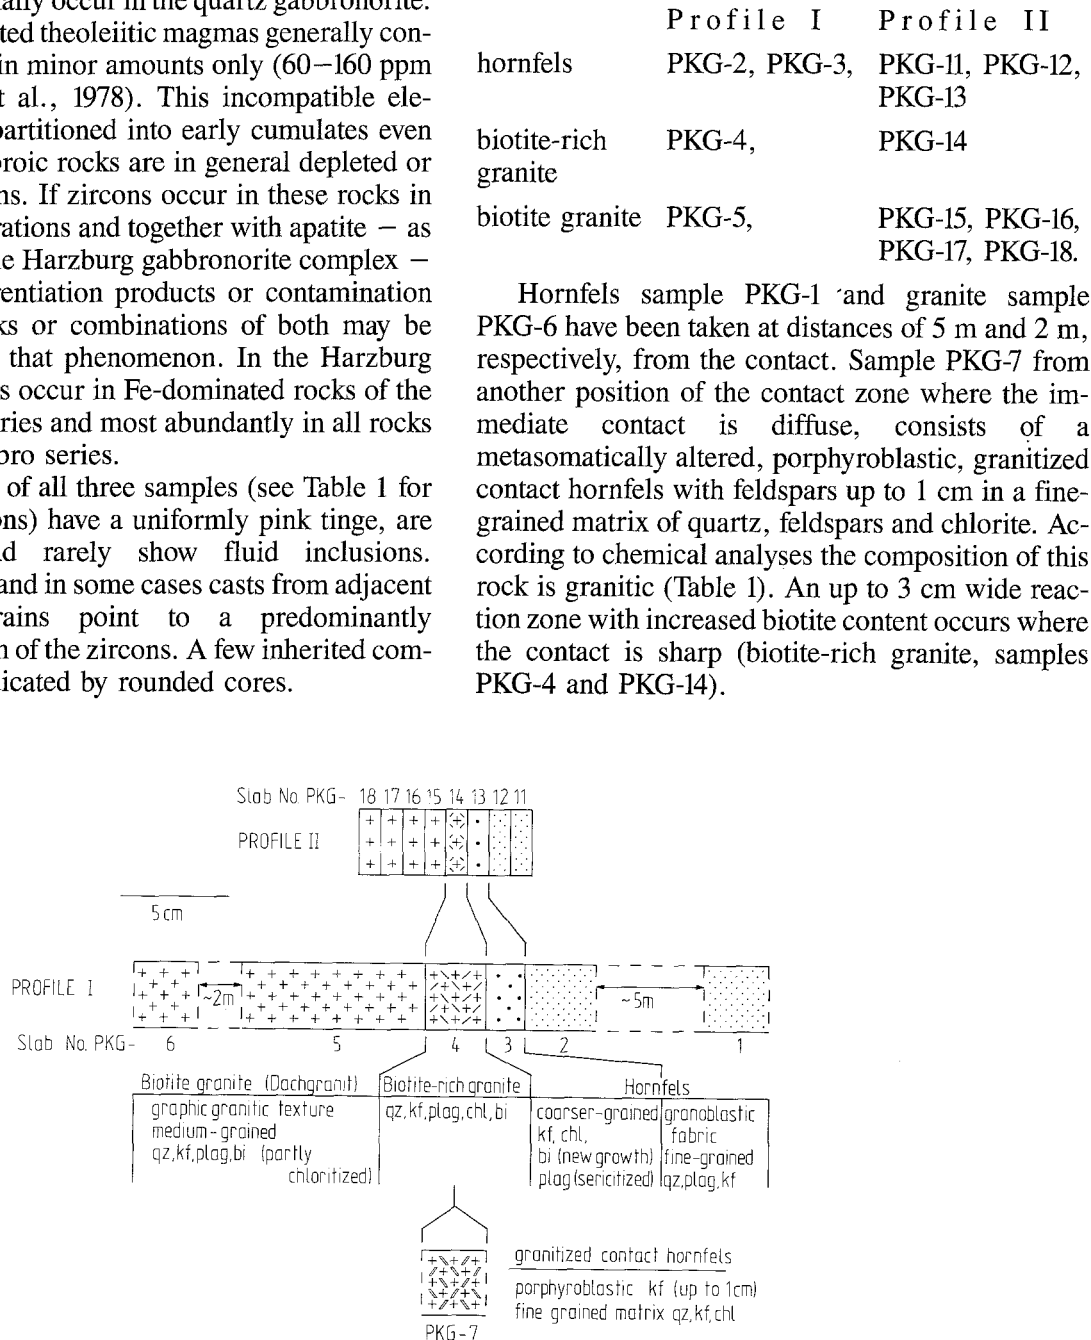 ally occur in the quartz gabbronorite.
ted theoleiitic magmas generally con-
in minor amounts only (60–160 ppm
t al., 1978). This incompatible ele-
partitioned into early cumulates even
broic rocks are in general depleted or
ns. If zircons occur in these rocks in
rations and together with apatite – as
e Harzburg gabbronorite complex –
rentiation products or contamination
ks or combinations of both may be
that phenomenon. In the Harzburg
s occur in Fe-dominated rocks of the
ries and most abundantly in all rocks
bro series.
of all three samples (see Table 1 for
ons) have a uniformly pink tinge, are
nd rarely show fluid inclusions.
and in some cases casts from adjacent
rains point to a predominantly
n of the zircons. A few inherited com-
dicated by rounded cores.
Profile I Profile II
hornfels PKG-2, PKG-3, PKG-11, PKG-12,
PKG-13
biotite-rich PKG-4, PKG-14
granite
biotite granite PKG-5, PKG-15, PKG-16,
PKG-17, PKG-18.
Hornfels sample PKG-1 and granite sample
PKG-6 have been taken at distances of 5 m and 2 m,
respectively, from the contact. Sample PKG-7 from
another position of the contact zone where the im-
mediate contact is diffuse, consists of a
metasomatically altered, porphyroblastic, granitized
contact hornfels with feldspars up to 1 cm in a fine-
grained matrix of quartz, feldspars and chlorite. Ac-
cording to chemical analyses the composition of this
rock is granitic (Table 1). An up to 3 cm wide reac-
tion zone with increased biotite content occurs where
the contact is sharp (biotite-rich granite, samples
PKG-4 and PKG-14).
Slab No. PKG- 18 17 16 15 14 13 12 11
PROFILE II
5 cm
PROFILE I
~2m
~5m
Slab No. PKG- 6 5 4 3 2 1
Biotite granite (Dachgranit) Biotite-rich granite Hornfels
graphic granitic texture qz,kf,plag,chl,bi coarser-grained granoblastic
medium-grained kf, chl, fabric
qz,kf,plag,bi (partly bi (new growth) fine-grained
chloritized) plag (sericitized) qz,plag,kf
granitized contact hornfels
porphyroblastic kf (up to 1cm)
fine grained matrix qz,kf,chl
PKG-7